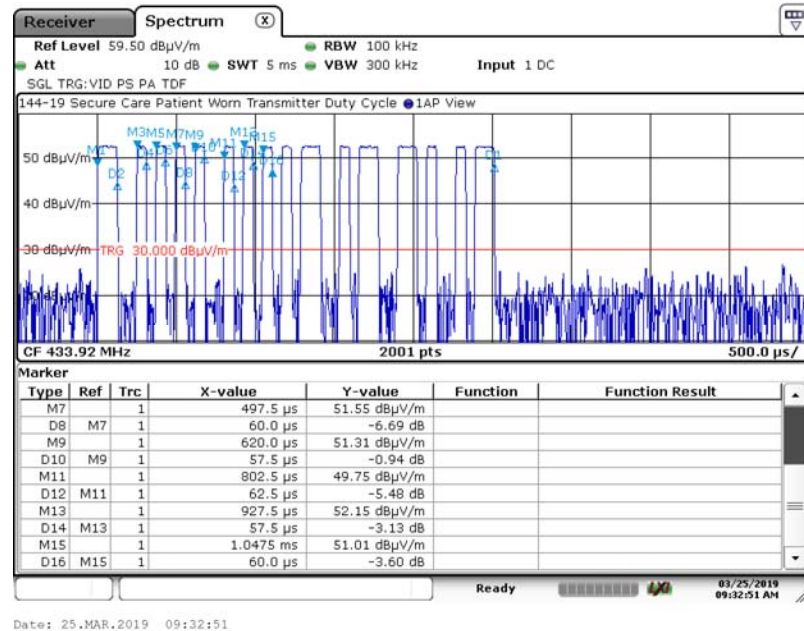 Receiver Spectrum X
Ref Level 59.50 dBµV/m RBW 100 kHz
Att 10 dB SWT 5 ms VBW 300 kHz Input 1 DC
SGL TRG:VID PS PA TDF
144-19 Secure Care Patient Worn Transmitter Duty Cycle 1AP View
M3 M5 M7 M9 M15
M1 M11 D1
50 dBµV/m
D2 D8 D12
40 dBµV/m
30 dBµV/m TRG 30.000 dBµV/m
CF 433.92 MHz 2001 pts 500.0 µs/
Marker
Type Ref Trc X-value Y-value Function Function Result
M7 1 497.5 µs 51.55 dBµV/m
D8 M7 1 60.0 µs -6.69 dB
M9 1 620.0 µs 51.31 dBµV/m
D10 M9 1 57.5 µs -0.94 dB
M11 1 802.5 µs 49.75 dBµV/m
D12 M11 1 62.5 µs -5.48 dB
M13 1 927.5 µs 52.15 dBµV/m
D14 M13 1 57.5 µs -3.13 dB
M15 1 1.0475 ms 51.01 dBµV/m
D16 M15 1 60.0 µs -3.60 dB
Ready LXI 03/25/2019
09:32:51 AM
Date: 25.MAR.2019 09:32:51